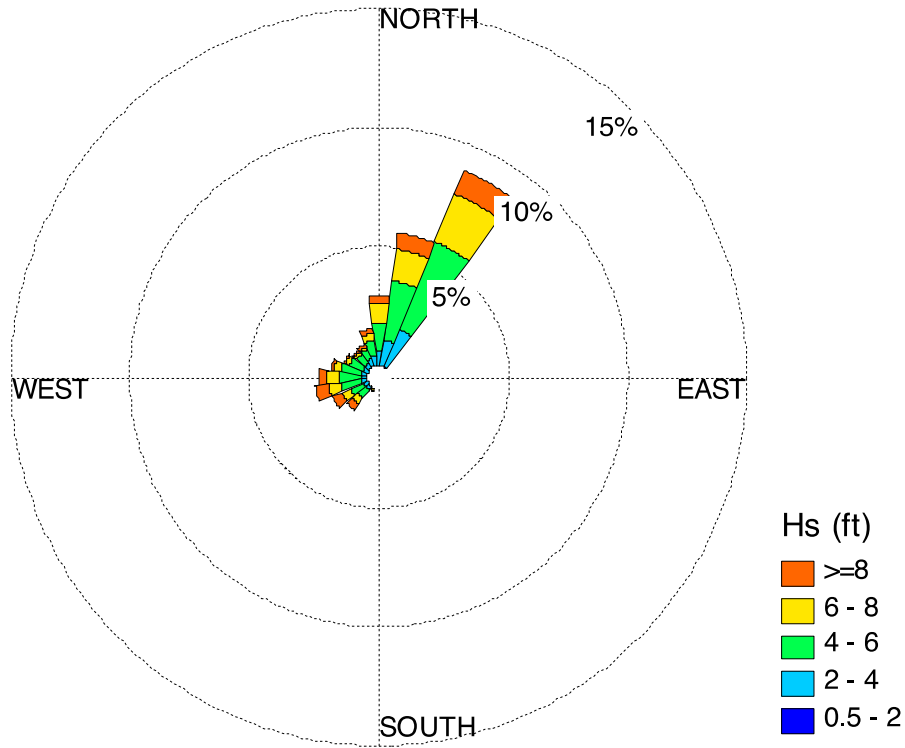 NORTH
15%
10%
5%
WEST
EAST
SOUTH
Hs (ft)
>=8
6 - 8
4 - 6
2 - 4
0.5 - 2